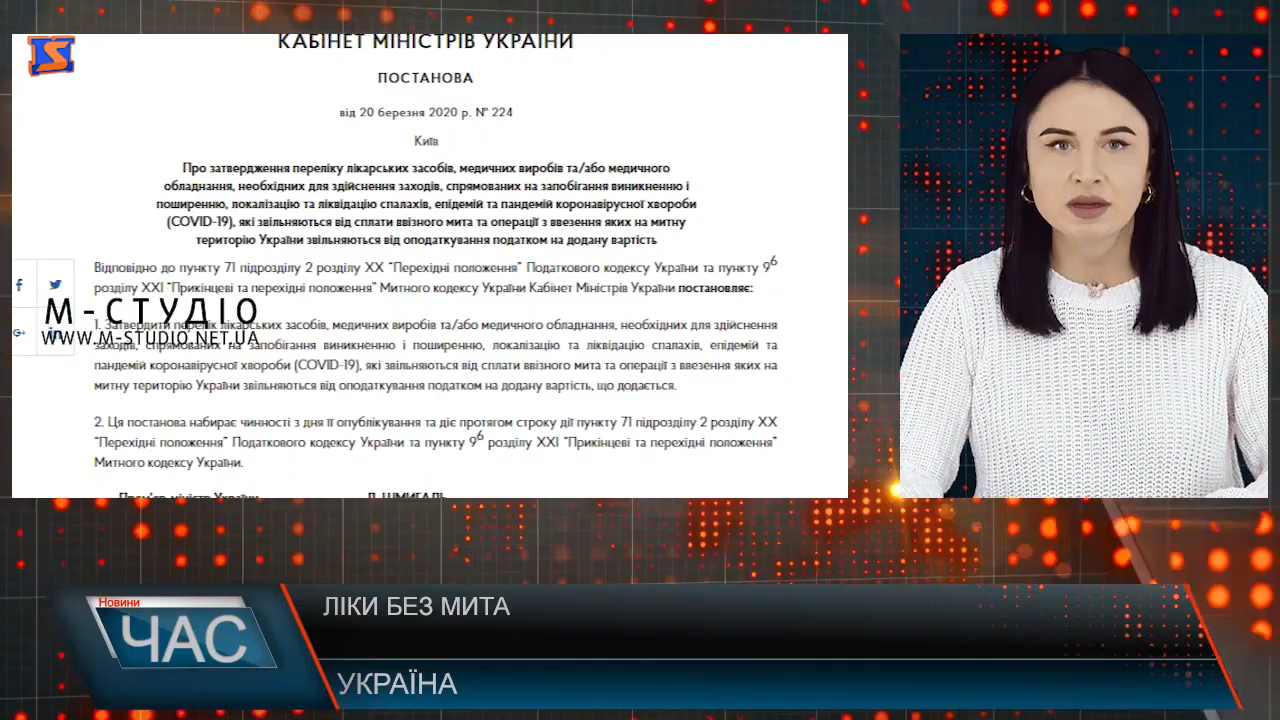 КАБІНЕТ МІНІСТРІВ УКРАЇНИ
ПОСТАНОВА
від 20 березня 2020 р. № 224
Київ
Про затвердження переліку лікарських засобів, медичних виробів та/або медичного
обладнання, необхідних для здійснення заходів, спрямованих на запобігання виникненню і
поширенню, локалізацію та ліквідацію спалахів, епідемій та пандемій коронавірусної хвороби
(COVID-19), які звільняються від сплати ввізного мита та операції з ввезення яких на митну
територію України звільняються від оподаткування податком на додану вартість
Відповідно до пункту 71 підрозділу 2 розділу XX “Перехідні положення” Податкового кодексу України та пункту 9⁶
розділу XXI “Прикінцеві та перехідні положення” Митного кодексу України Кабінет Міністрів України постановляє:
М-СТУДІО
WWW.M-STUDIO.NET.UA
1. Затвердити перелік лікарських засобів, медичних виробів та/або медичного обладнання, необхідних для здійснення
заходів, спрямованих на запобігання виникненню і поширенню, локалізацію та ліквідацію спалахів, епідемій та
пандемій коронавірусної хвороби (COVID-19), які звільняються від сплати ввізного мита та операції з ввезення яких на
митну територію України звільняються від оподаткування податком на додану вартість, що додається.
2. Ця постанова набирає чинності з дня її опублікування та діє протягом строку дії пункту 71 підрозділу 2 розділу XX
“Перехідні положення” Податкового кодексу України та пункту 9⁶ розділу XXI “Прикінцеві та перехідні положення”
Митного кодексу України.
Прем'єр-міністр України Д. ШМИГАЛЬ
Новини
ЧАС
ЛІКИ БЕЗ МИТА
УКРАЇНА